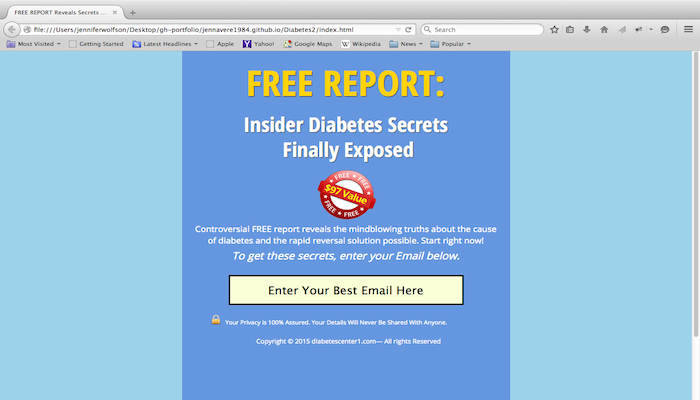 FREE REPORT Reveals Secrets ...
file:///Users/jenniferwolfson/Desktop/gh-portfolio/jennavere1984.github.io/Diabetes2/index.html
Search
Most Visited
Getting Started
Latest Headlines
Apple
Yahoo!
Google Maps
Wikipedia
News
Popular
FREE REPORT:
Insider Diabetes Secrets
Finally Exposed
FREE FREE FREE
$97 Value
FREE FREE FREE
Controversial FREE report reveals the mindblowing truths about the cause
of diabetes and the rapid reversal solution possible. Start right now!
To get these secrets, enter your Email below.
Enter Your Best Email Here
Your Privacy is 100% Assured. Your Details Will Never Be Shared With Anyone.
Copyright © 2015 diabetescenter1.com— All rights Reserved